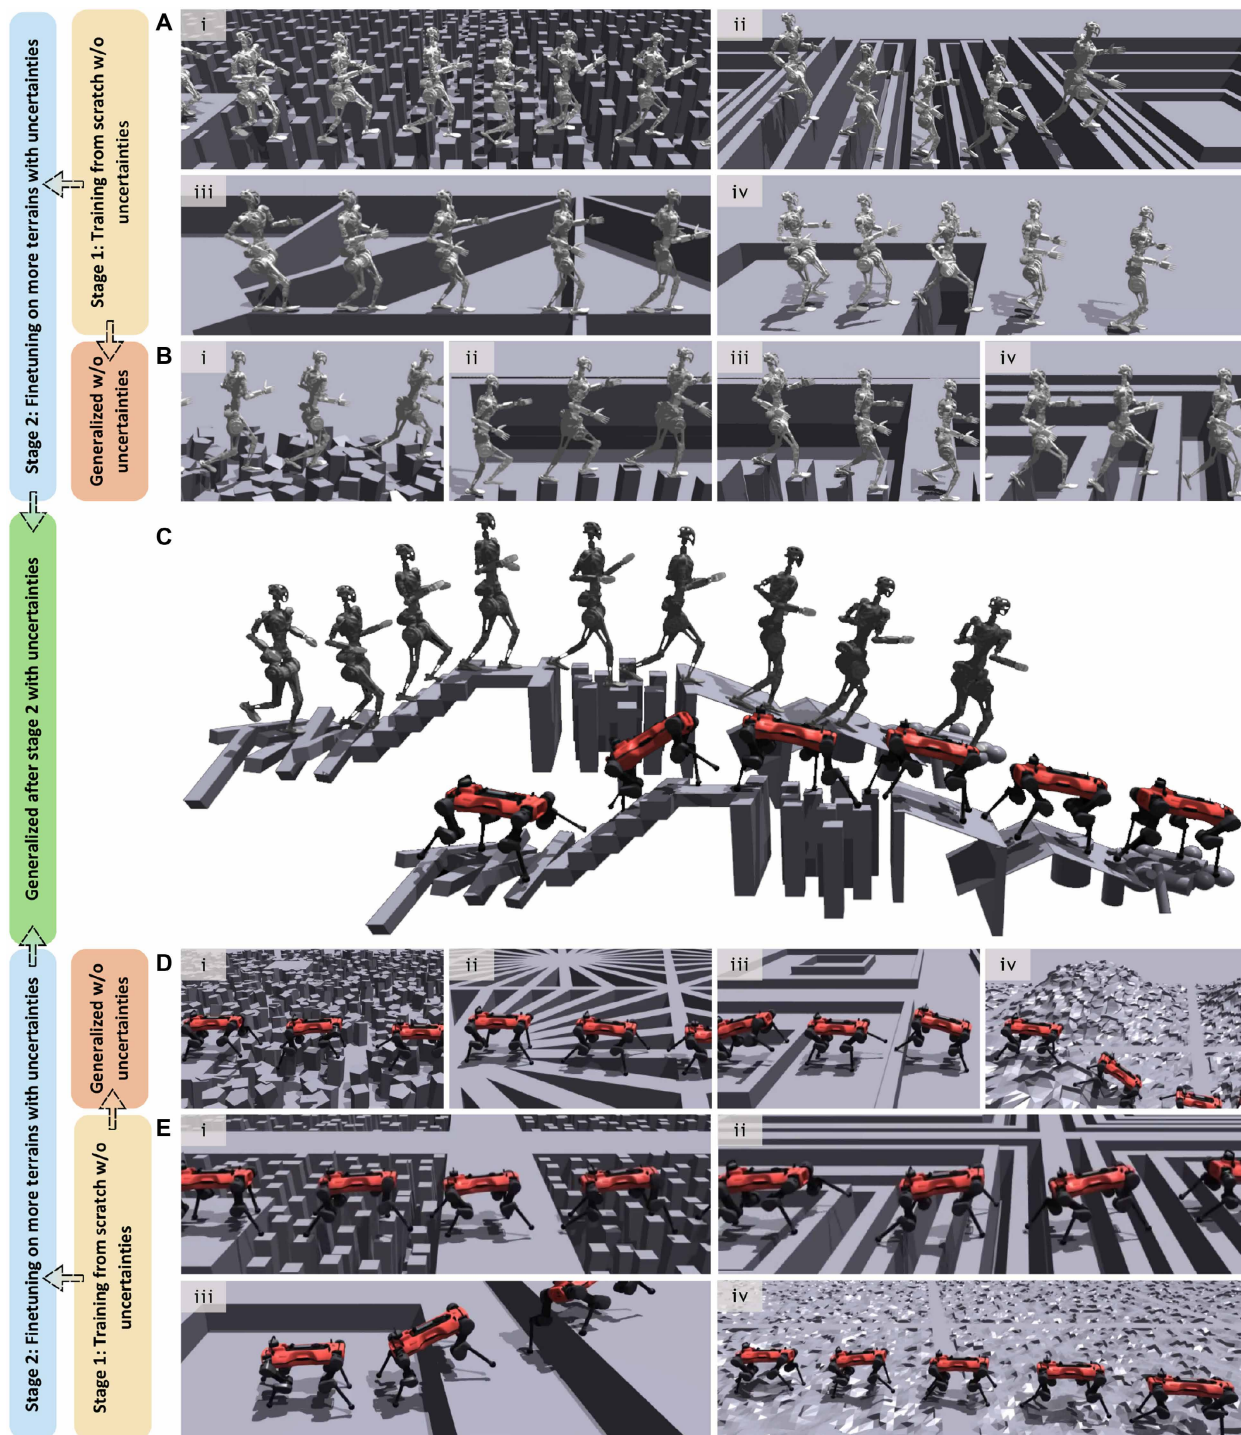 A
i
ii
iii
iv
Stage 2: Finetuning on more terrains with uncertainties
Stage 1: Training from scratch w/o
uncertainties
B
i
ii
iii
iv
Generalized w/o
uncertainties
C
Generalized after stage 2 with uncertainties
D
i
ii
iii
iv
Generalized w/o
uncertainties
E
i
ii
iii
iv
Stage 2: Finetuning on more terrains with uncertainties
Stage 1: Training from scratch w/o
uncertainties